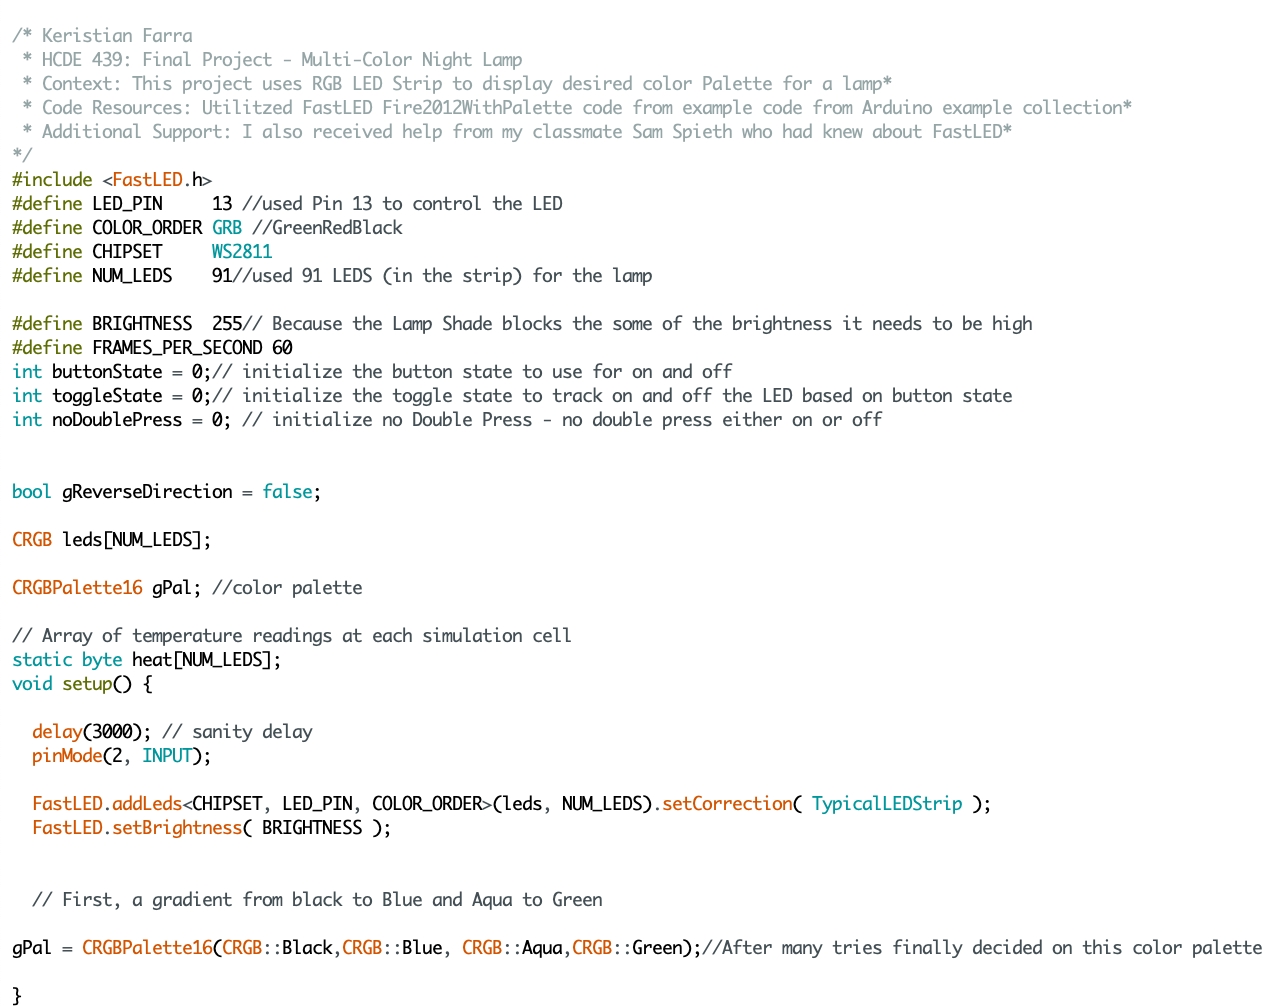 /* Keristian Farra
 * HCDE 439: Final Project - Multi-Color Night Lamp
 * Context: This project uses RGB LED Strip to display desired color Palette for a lamp*
 * Code Resources: Utilitzed FastLED Fire2012WithPalette code from example code from Arduino example collection*
 * Additional Support: I also received help from my classmate Sam Spieth who had knew about FastLED*
*/
#include <FastLED.h>
#define LED_PIN     13 //used Pin 13 to control the LED
#define COLOR_ORDER GRB //GreenRedBlack
#define CHIPSET     WS2811
#define NUM_LEDS    91//used 91 LEDS (in the strip) for the lamp
#define BRIGHTNESS  255// Because the Lamp Shade blocks the some of the brightness it needs to be high
#define FRAMES_PER_SECOND 60
int buttonState = 0;// initialize the button state to use for on and off
int toggleState = 0;// initialize the toggle state to track on and off the LED based on button state
int noDoublePress = 0; // initialize no Double Press - no double press either on or off
bool gReverseDirection = false;
CRGB leds[NUM_LEDS];
CRGBPalette16 gPal; //color palette
// Array of temperature readings at each simulation cell
static byte heat[NUM_LEDS];
void setup() {
  delay(3000); // sanity delay
  pinMode(2, INPUT);
  FastLED.addLeds<CHIPSET, LED_PIN, COLOR_ORDER>(leds, NUM_LEDS).setCorrection( TypicalLEDStrip );
  FastLED.setBrightness( BRIGHTNESS );
  // First, a gradient from black to Blue and Aqua to Green
gPal = CRGBPalette16(CRGB::Black,CRGB::Blue, CRGB::Aqua,CRGB::Green);//After many tries finally decided on this color palette
}